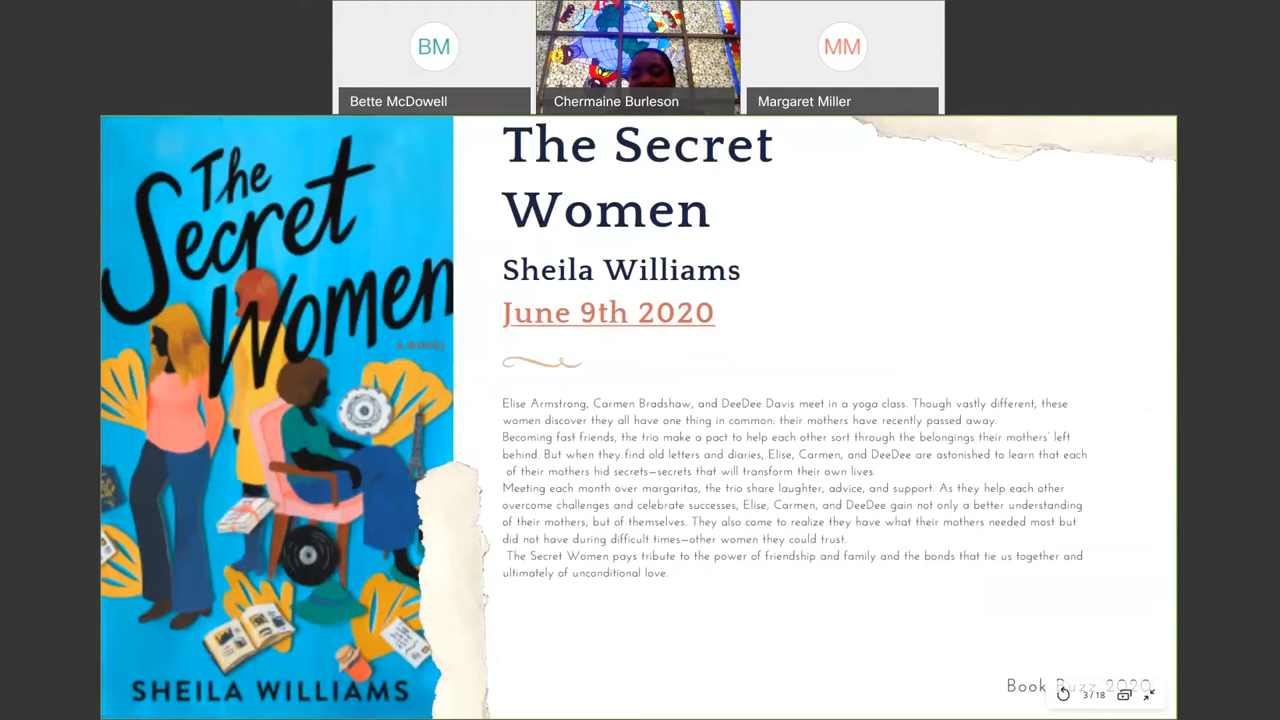 BM
MM
Bette McDowell
Chermaine Burleson
Margaret Miller
The
Secret
Women
A NOVEL
SHEILA WILLIAMS
The Secret
Women
Sheila Williams
June 9th 2020
Elise Armstrong, Carmen Bradshaw, and DeeDee Davis meet in a yoga class. Though vastly different, these
women discover they all have one thing in common: their mothers have recently passed away.
Becoming fast friends, the trio make a pact to help each other sort through the belongings their mothers' left
behind. But when they find old letters and diaries, Elise, Carmen, and DeeDee are astonished to learn that each
of their mothers hid secrets—secrets that will transform their own lives.
Meeting each month over margaritas, the trio share laughter, advice, and support. As they help each other
overcome challenges and celebrate successes, Elise, Carmen, and DeeDee gain not only a better understanding
of their mothers, but of themselves. They also come to realize they have what their mothers needed most but
did not have during difficult times—other women they could trust.
The Secret Women pays tribute to the power of friendship and family and the bonds that tie us together and
ultimately of unconditional love.
Book Buzz 2020
3/18